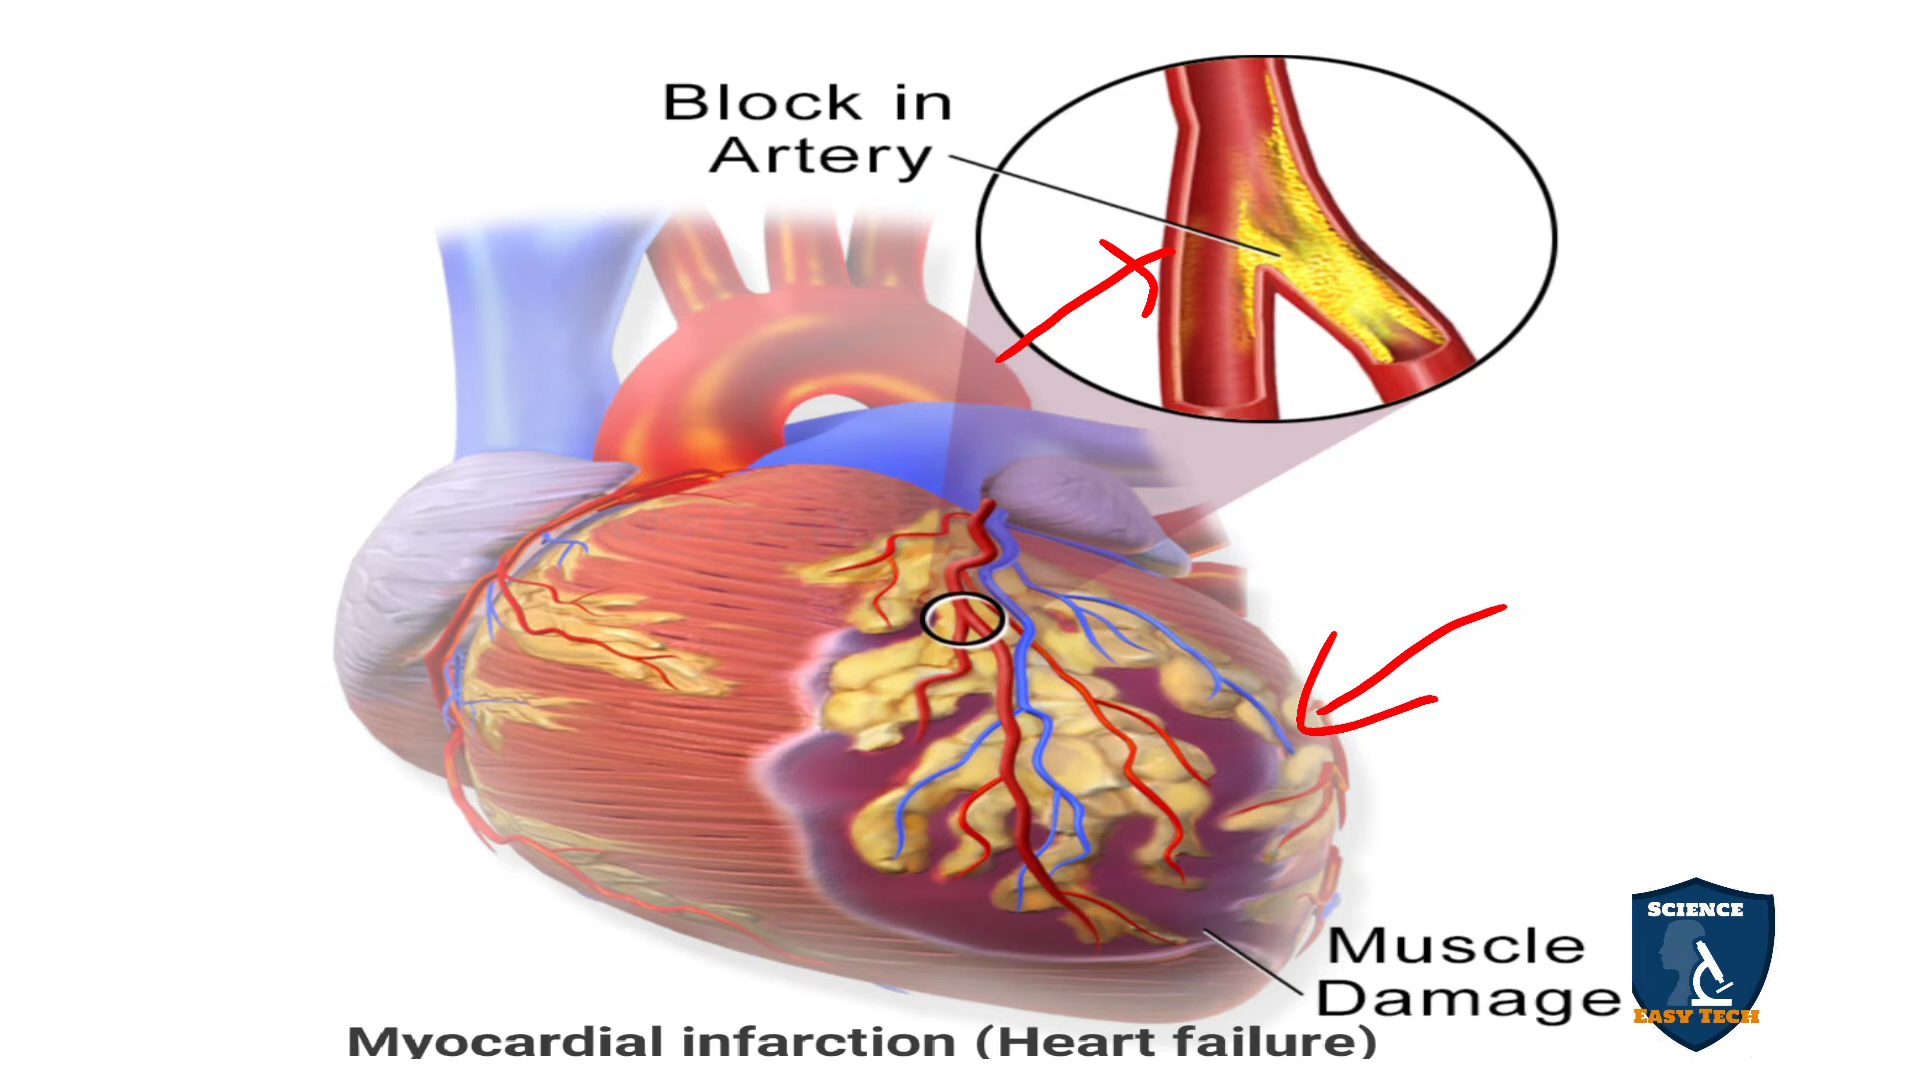 Block in
Artery
Muscle
Damage
Myocardial infarction (Heart failure)
SCIENCE
EASY TECH